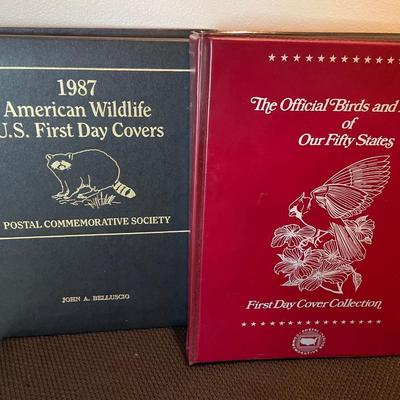 1987
American Wildlife
U.S. First Day Covers
POSTAL COMMEMORATIVE SOCIETY
JOHN A. BELLUSCIO
The Official Birds and
of
Our Fifty States
First Day Cover Collection